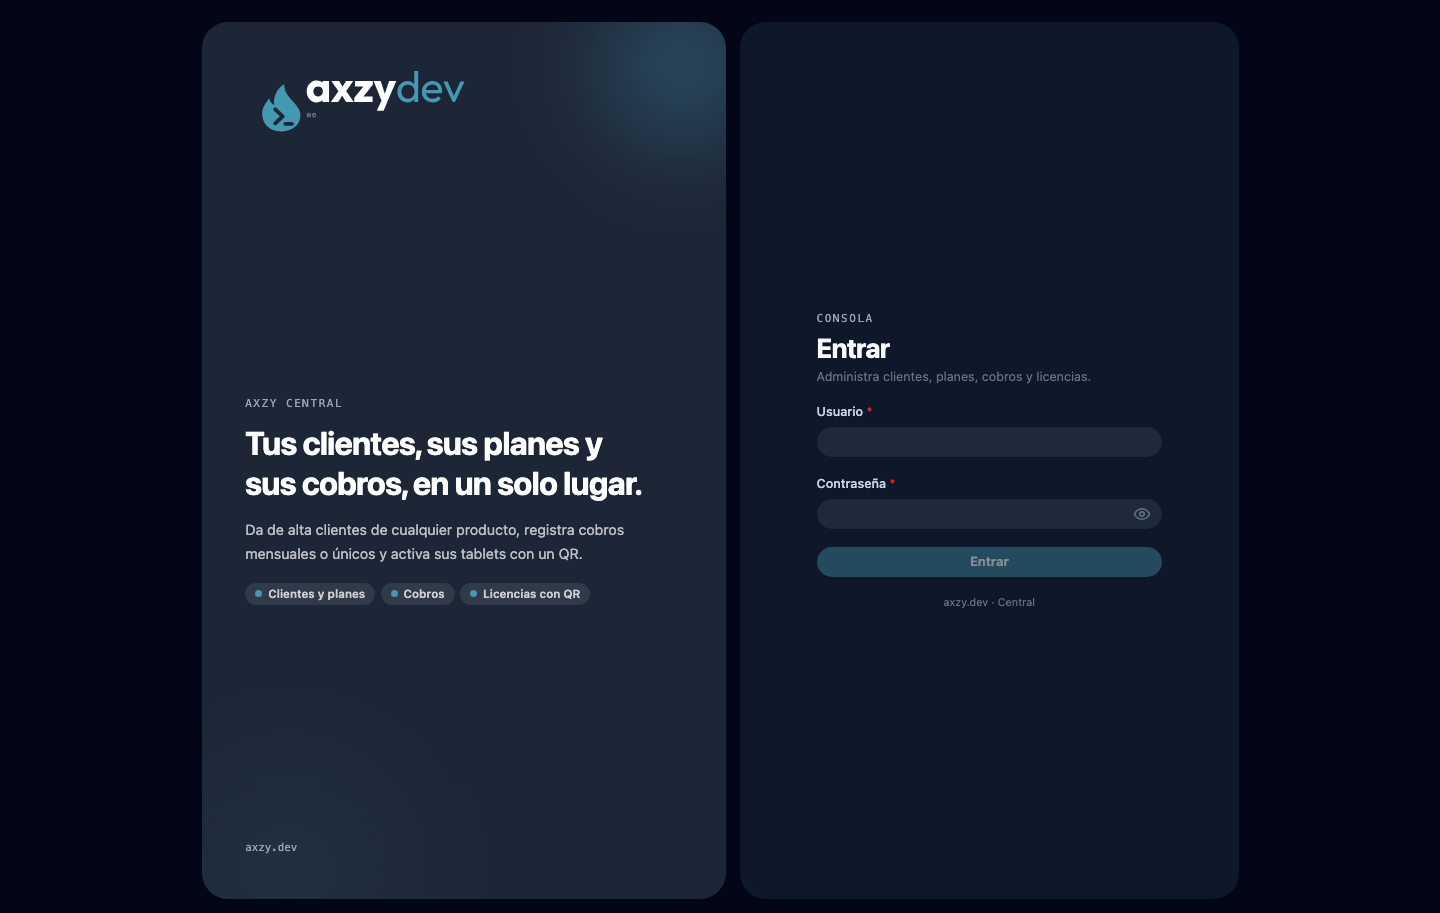 axzydev
AXZY CENTRAL
Tus clientes, sus planes y
sus cobros, en un solo lugar.
Da de alta clientes de cualquier producto, registra cobros
mensuales o únicos y activa sus tablets con un QR.
Clientes y planes
Cobros
Licencias con QR
axzy.dev
CONSOLA
Entrar
Administra clientes, planes, cobros y licencias.
Usuario *
Contraseña *
Entrar
axzy.dev · Central